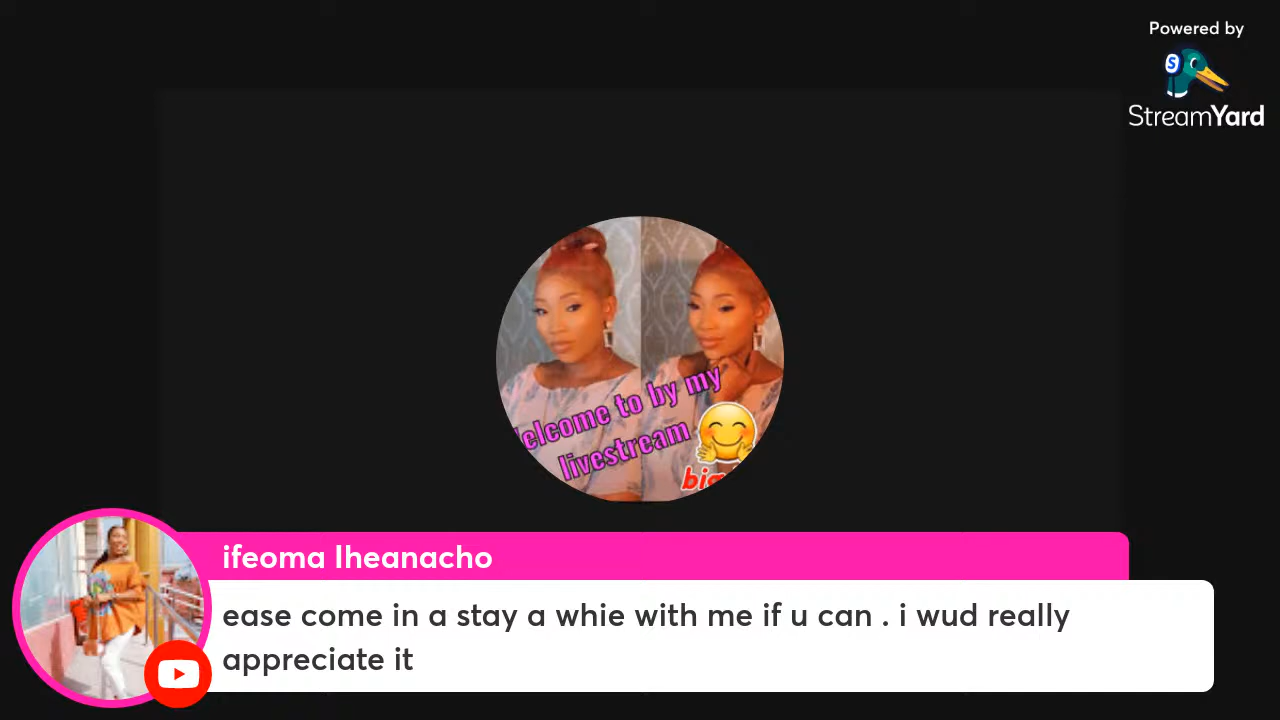 Powered by
S
StreamYard
elcome to by my
livestream
ifeoma Iheanacho
ease come in a stay a whie with me if u can . i wud really
appreciate it